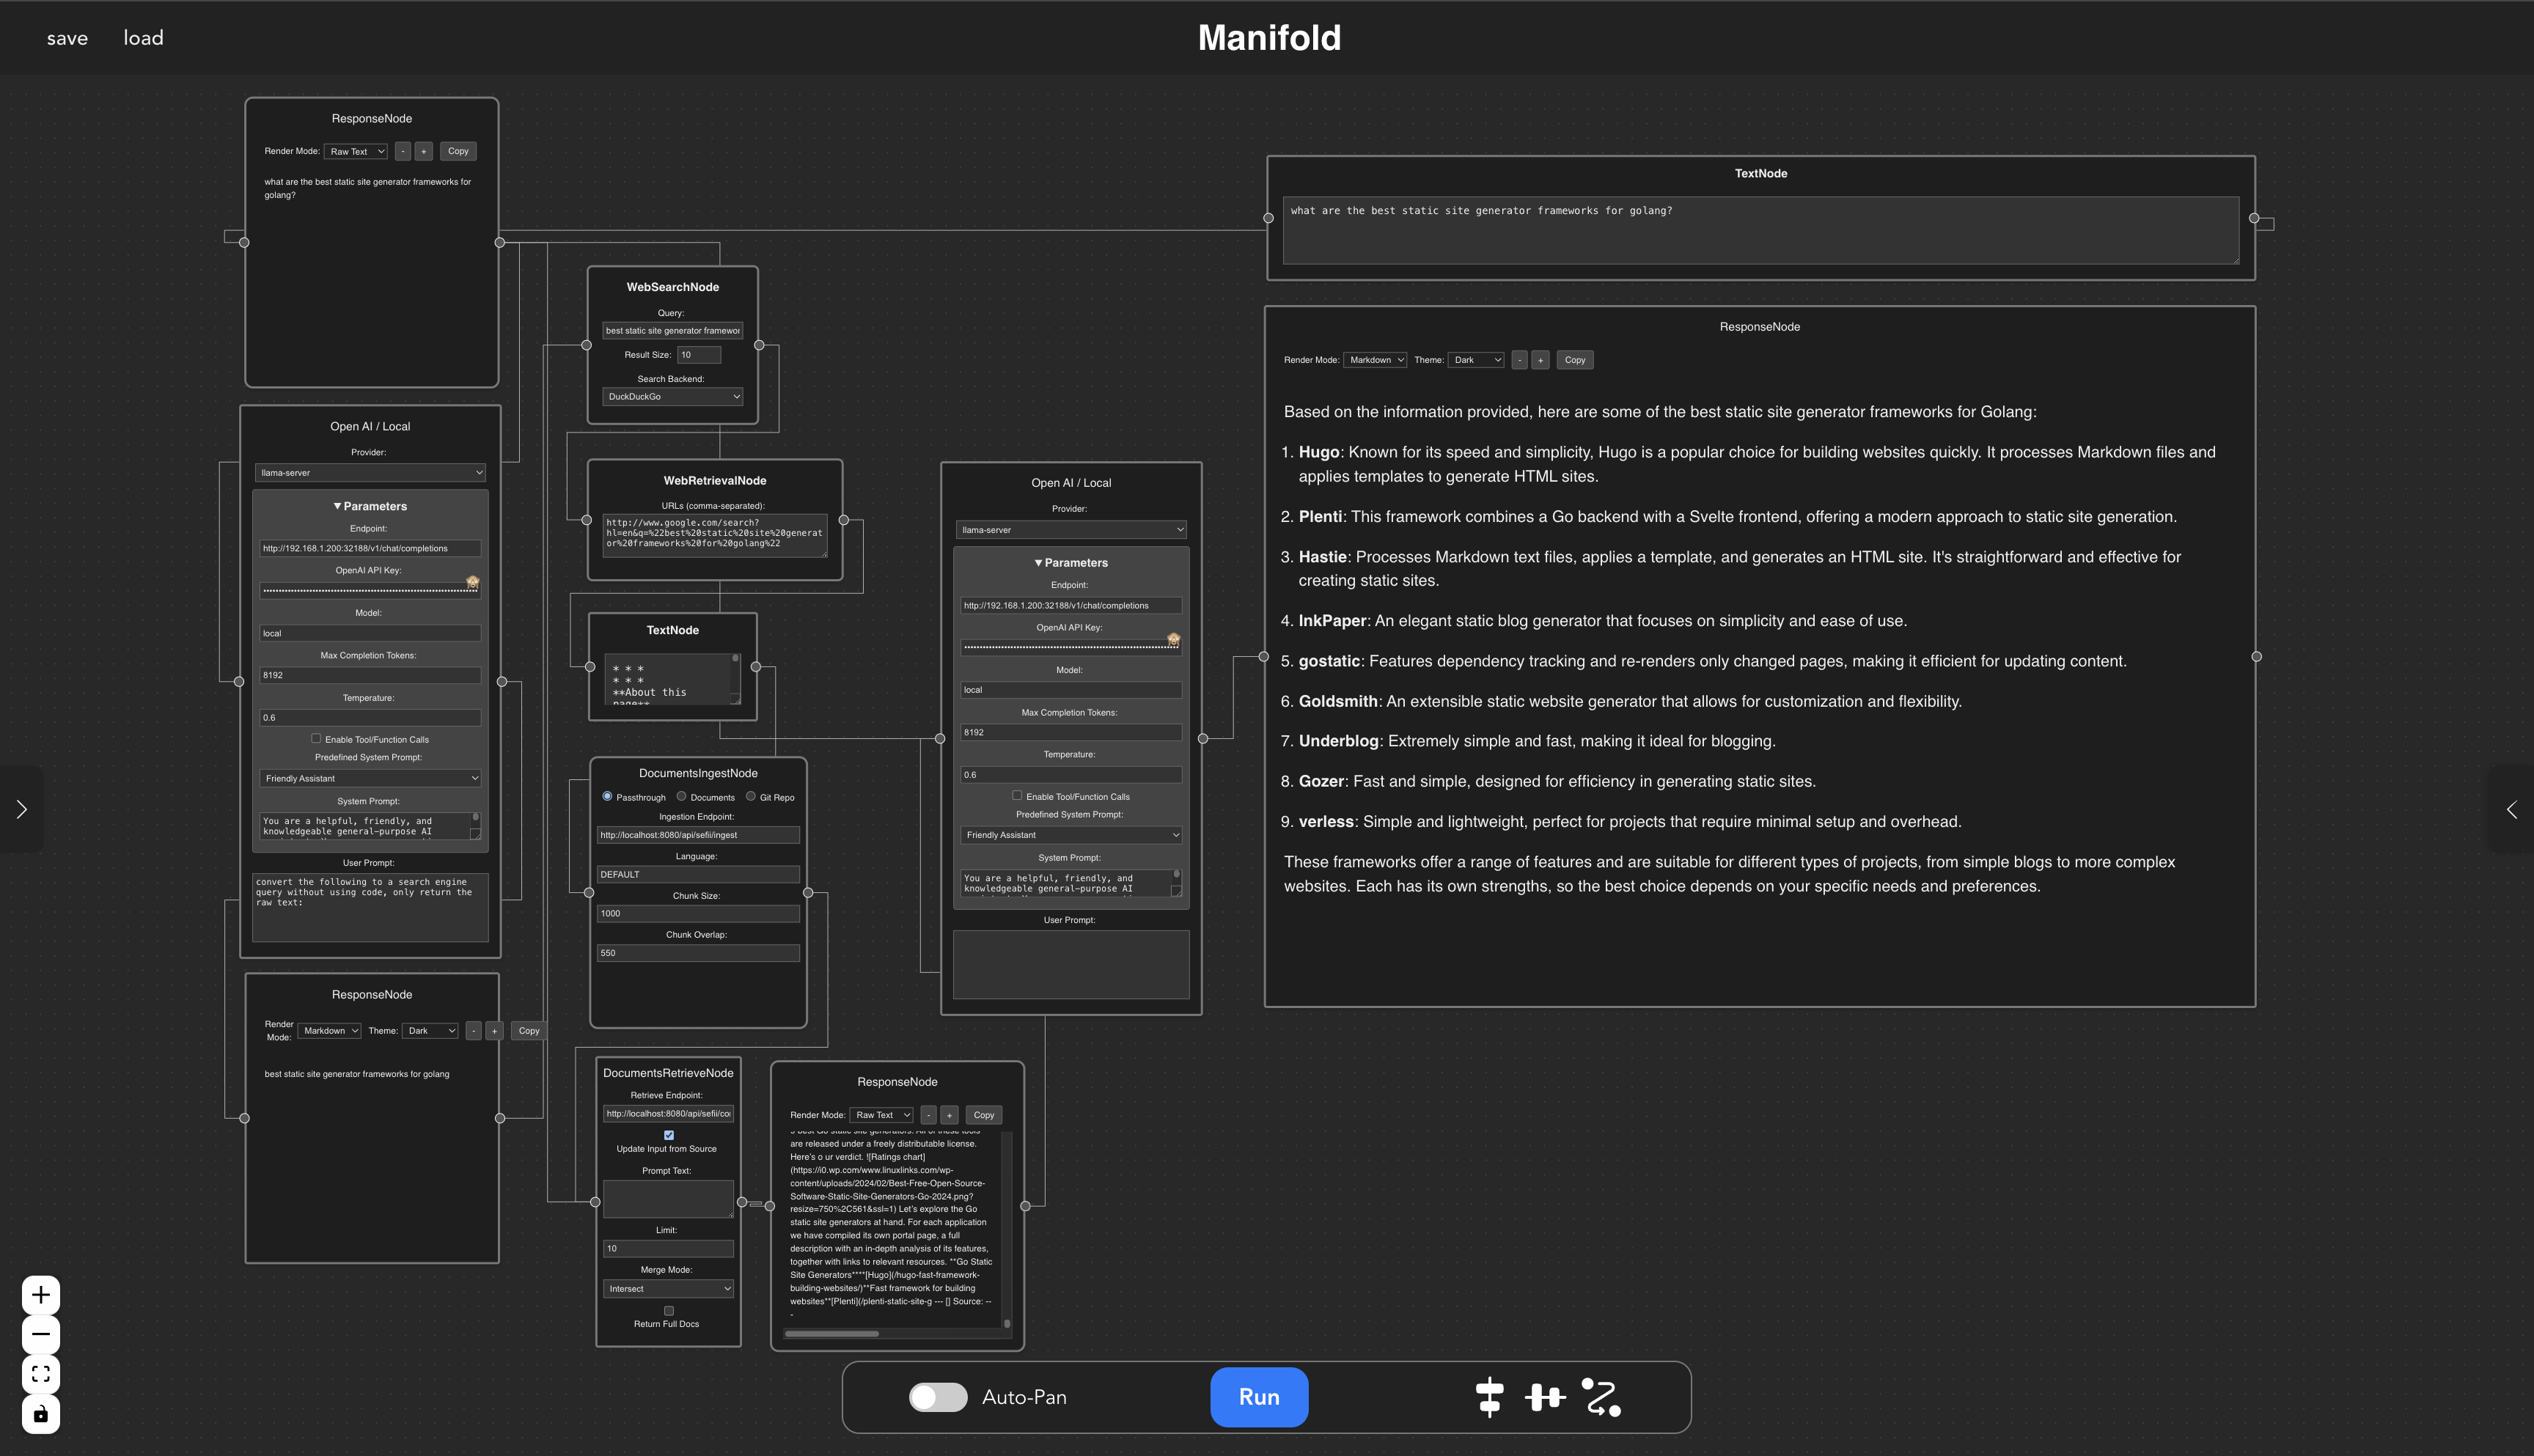 save
load
Manifold
ResponseNode
Render Mode:
Raw Text
-
+
Copy
what are the best static site generator frameworks for
golang?
Open AI / Local
Provider:
llama-server
▼Parameters
Endpoint:
http://192.168.1.200:32188/v1/chat/completions
OpenAI API Key:
Model:
local
Max Completion Tokens:
8192
Temperature:
0.6
Enable Tool/Function Calls
Predefined System Prompt:
Friendly Assistant
System Prompt:
You are a helpful, friendly, and
knowledgeable general-purpose AI
User Prompt:
convert the following to a search engine
query without using code, only return the
raw text:
ResponseNode
Render
Mode:
Markdown
Theme:
Dark
-
+
Copy
best static site generator frameworks for golang
WebSearchNode
Query:
best static site generator framewor
Result Size:
10
Search Backend:
DuckDuckGo
WebRetrievalNode
URLs (comma-separated):
http://www.google.com/search?
hl=en&q=%22best%20static%20site%20generat
or%20frameworks%20for%20golang%22
TextNode
* * *
* * *
**About this
page**
DocumentsIngestNode
Passthrough
Documents
Git Repo
Ingestion Endpoint:
http://localhost:8080/api/sefii/ingest
Language:
DEFAULT
Chunk Size:
1000
Chunk Overlap:
550
DocumentsRetrieveNode
Retrieve Endpoint:
http://localhost:8080/api/sefii/co
Update Input from Source
Prompt Text:
Limit:
10
Merge Mode:
Intersect
Return Full Docs
ResponseNode
Render Mode:
Raw Text
-
+
Copy
best Go static site generators. All of these tools
are released under a freely distributable license.
Here's o ur verdict. ![Ratings chart]
(https://i0.wp.com/www.linuxlinks.com/wp-
content/uploads/2024/02/Best-Free-Open-Source-
Software-Static-Site-Generators-Go-2024.png?
resize=750%2C561&ssl=1) Let's explore the Go
static site generators at hand. For each application
we have compiled its own portal page, a full
description with an in-depth analysis of its features,
together with links to relevant resources. **Go Static
Site Generators****[Hugo](/hugo-fast-framework-
building-websites/)**Fast framework for building
websites**[Plenti](/plenti-static-site-g --- [] Source: --
-
Open AI / Local
Provider:
llama-server
▼Parameters
Endpoint:
http://192.168.1.200:32188/v1/chat/completions
OpenAI API Key:
Model:
local
Max Completion Tokens:
8192
Temperature:
0.6
Enable Tool/Function Calls
Predefined System Prompt:
Friendly Assistant
System Prompt:
You are a helpful, friendly, and
knowledgeable general-purpose AI
User Prompt:
TextNode
what are the best static site generator frameworks for golang?
ResponseNode
Render Mode:
Markdown
Theme:
Dark
-
+
Copy
Based on the information provided, here are some of the best static site generator frameworks for Golang:
1. Hugo: Known for its speed and simplicity, Hugo is a popular choice for building websites quickly. It processes Markdown files and
applies templates to generate HTML sites.
2. Plenti: This framework combines a Go backend with a Svelte frontend, offering a modern approach to static site generation.
3. Hastie: Processes Markdown text files, applies a template, and generates an HTML site. It's straightforward and effective for
creating static sites.
4. InkPaper: An elegant static blog generator that focuses on simplicity and ease of use.
5. gostatic: Features dependency tracking and re-renders only changed pages, making it efficient for updating content.
6. Goldsmith: An extensible static website generator that allows for customization and flexibility.
7. Underblog: Extremely simple and fast, making it ideal for blogging.
8. Gozer: Fast and simple, designed for efficiency in generating static sites.
9. verless: Simple and lightweight, perfect for projects that require minimal setup and overhead.
These frameworks offer a range of features and are suitable for different types of projects, from simple blogs to more complex
websites. Each has its own strengths, so the best choice depends on your specific needs and preferences.
Auto-Pan
Run